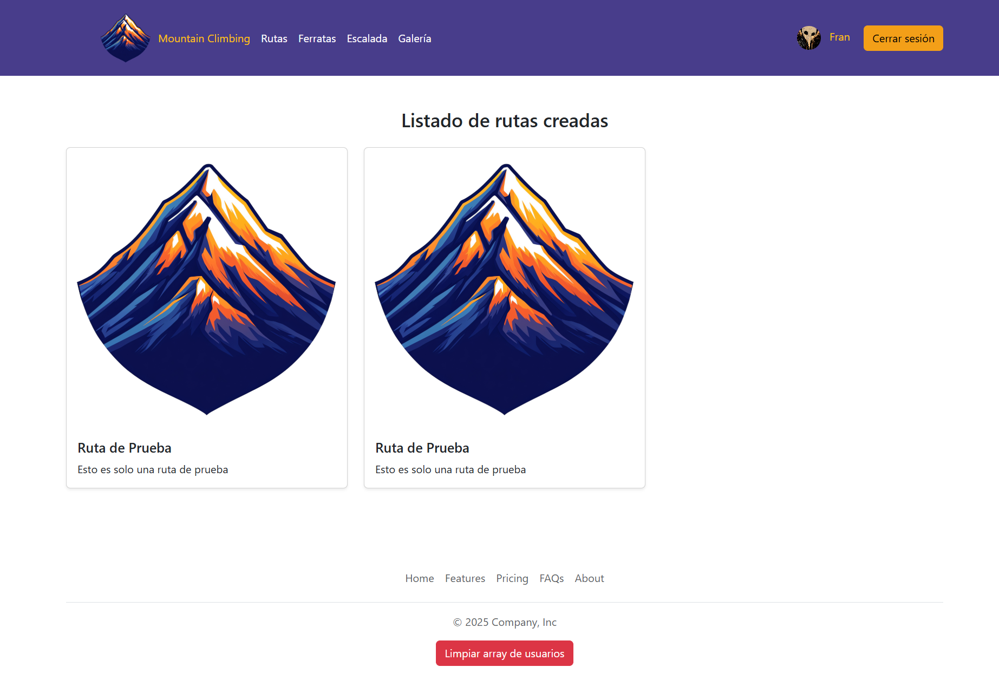 Mountain Climbing Rutas Ferratas Escalada Galería Fran Cerrar sesión
Listado de rutas creadas
Ruta de Prueba
Esto es solo una ruta de prueba
Ruta de Prueba
Esto es solo una ruta de prueba
Home Features Pricing FAQs About
© 2025 Company, Inc
Limpiar array de usuarios